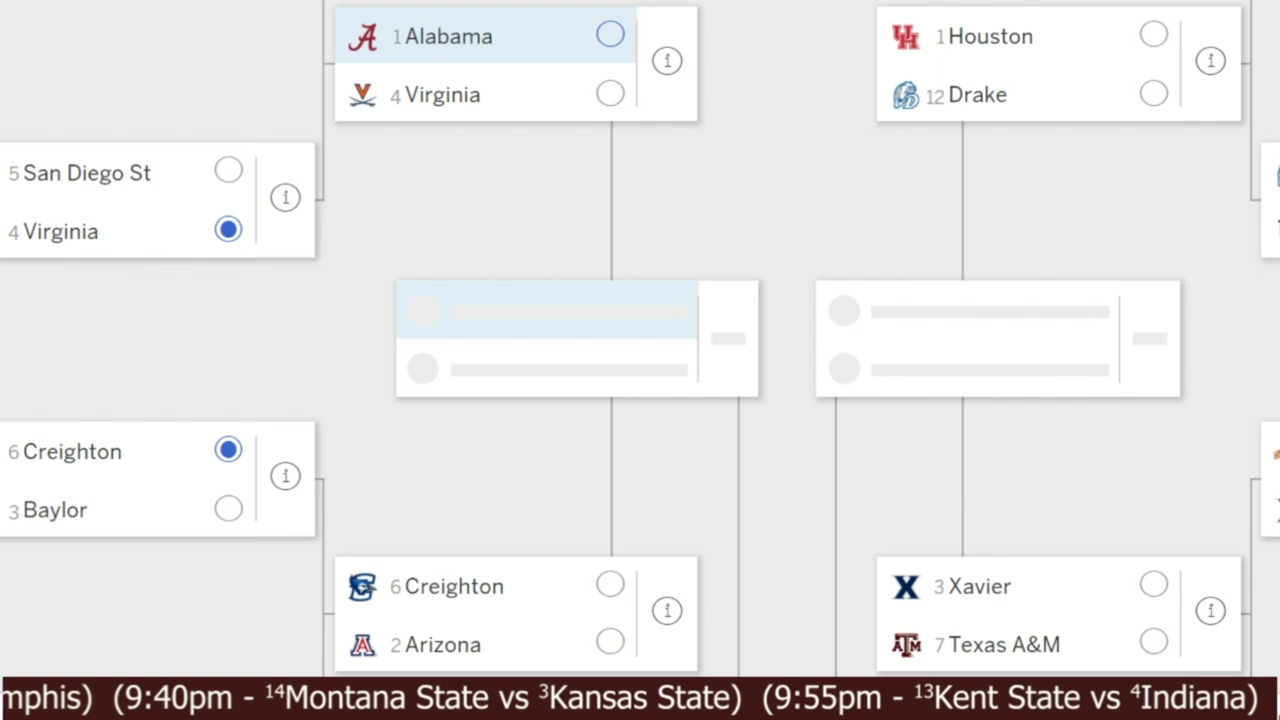 1 Alabama
4 Virginia
1 Houston
12 Drake
5 San Diego St
4 Virginia
6 Creighton
3 Baylor
6 Creighton
2 Arizona
3 Xavier
7 Texas A&M
mphis) (9:40pm - ¹⁴Montana State vs ³Kansas State) (9:55pm - ¹³Kent State vs ⁴Indiana)